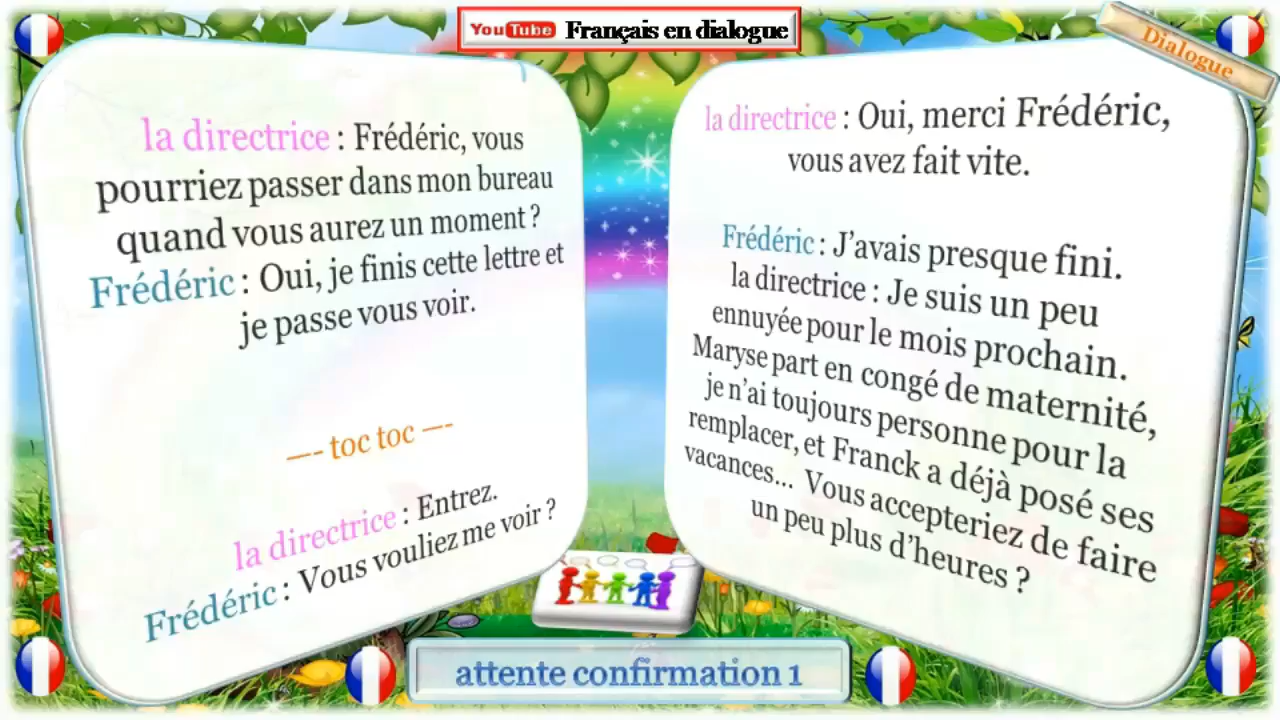 YouTube Français en dialogue
Dialogue
la directrice : Frédéric, vous
pourriez passer dans mon bureau
quand vous aurez un moment ?
Frédéric : Oui, je finis cette lettre et
je passe vous voir.
—-- toc toc —--
la directrice : Entrez.
Frédéric : Vous vouliez me voir ?
la directrice : Oui, merci Frédéric,
vous avez fait vite.
Frédéric : J’avais presque fini.
la directrice : Je suis un peu
ennuyée pour le mois prochain.
Maryse part en congé de maternité,
je n’ai toujours personne pour la
remplacer, et Franck a déjà posé ses
vacances... Vous accepteriez de faire
un peu plus d’heures ?
attente confirmation 1